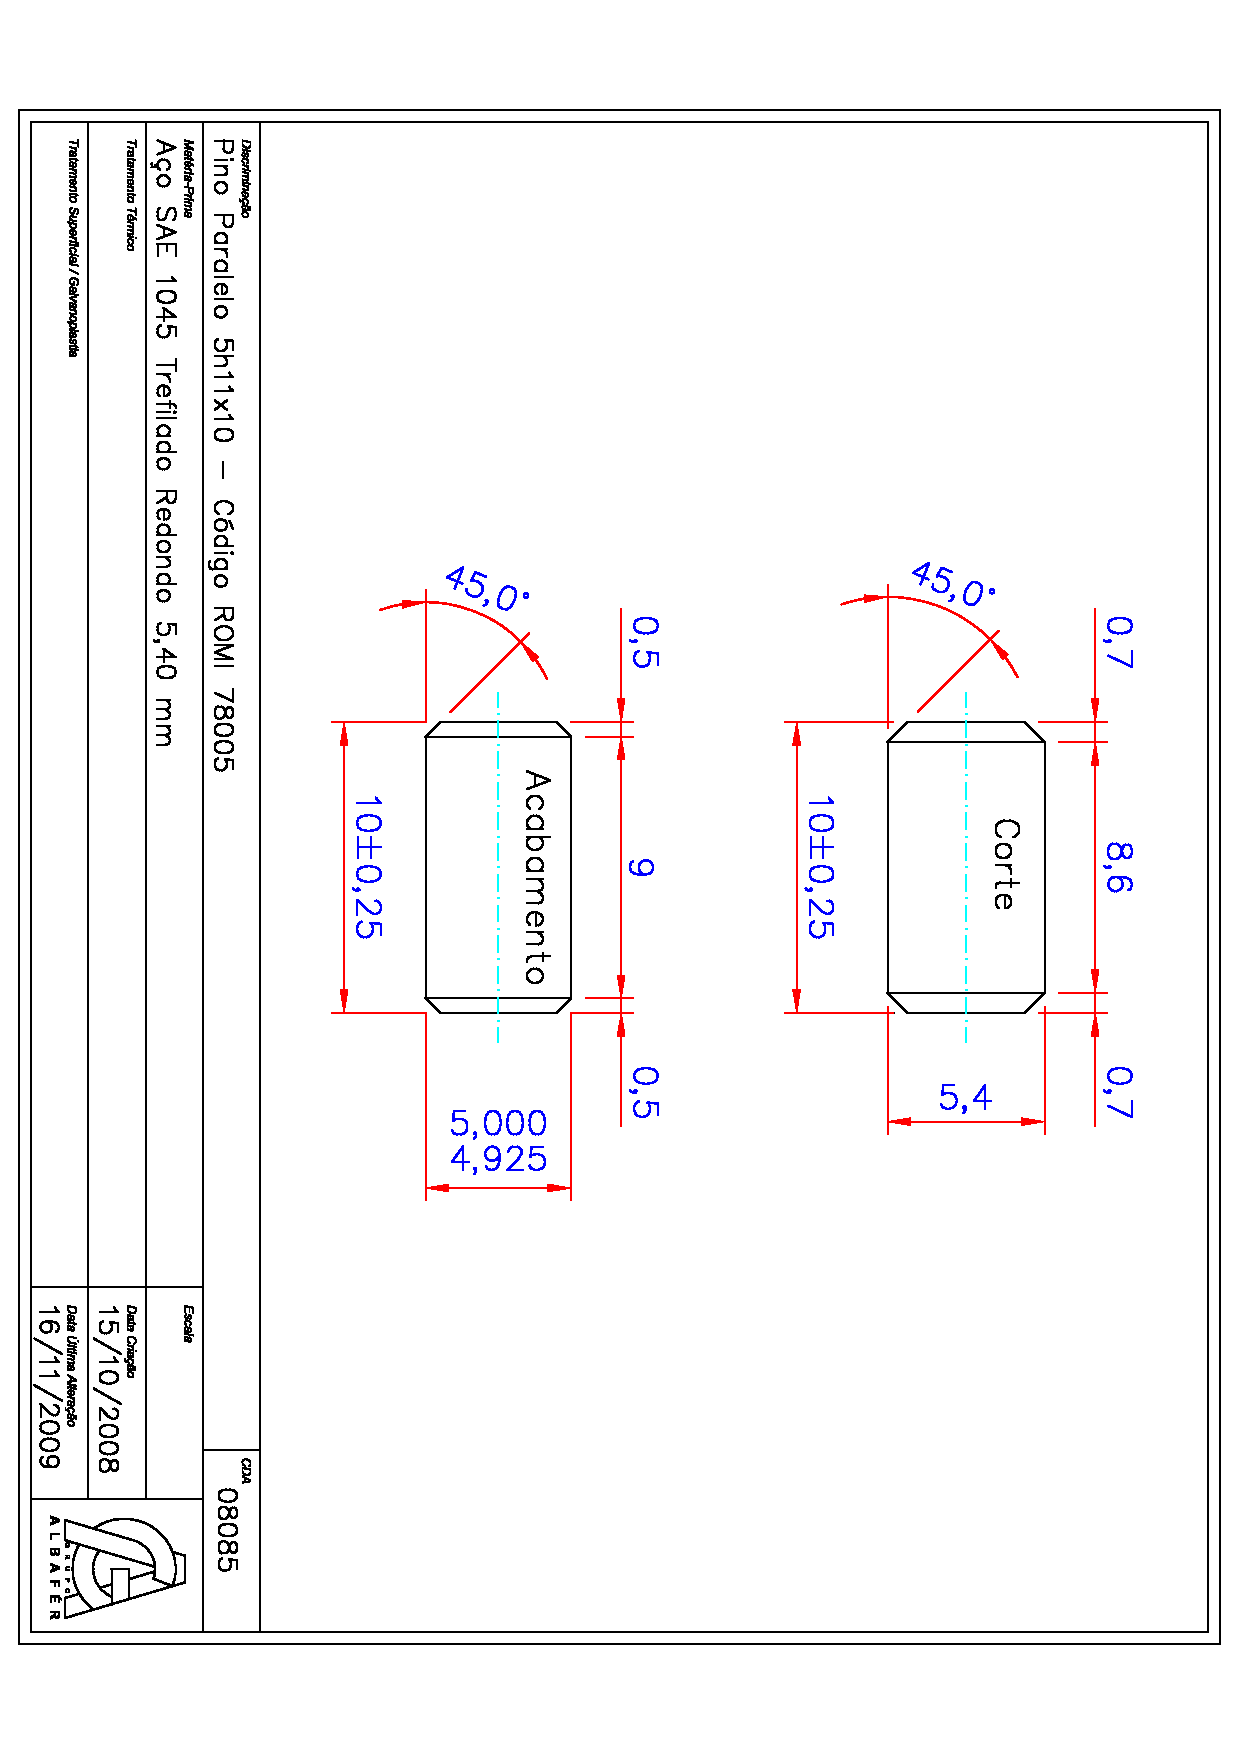 0,7
8,6
0,7
45,0°
Corte
5,4
10±0,25
0,5
9
0,5
45,0°
Acabamento
5,000
4,925
10±0,25
Discriminação
Pino Paralelo 5h11x10 - Código ROMI 78005
CDA
08085
Matéria-Prima
Aço SAE 1045 Trefilado Redondo 5,40 mm
Escala
Tratamento Térmico
Data Criação
15/10/2008
Tratamento Superficial / Galvanoplastia
Data Última Alteração
16/11/2009
GRUPO
ALBAFÉR